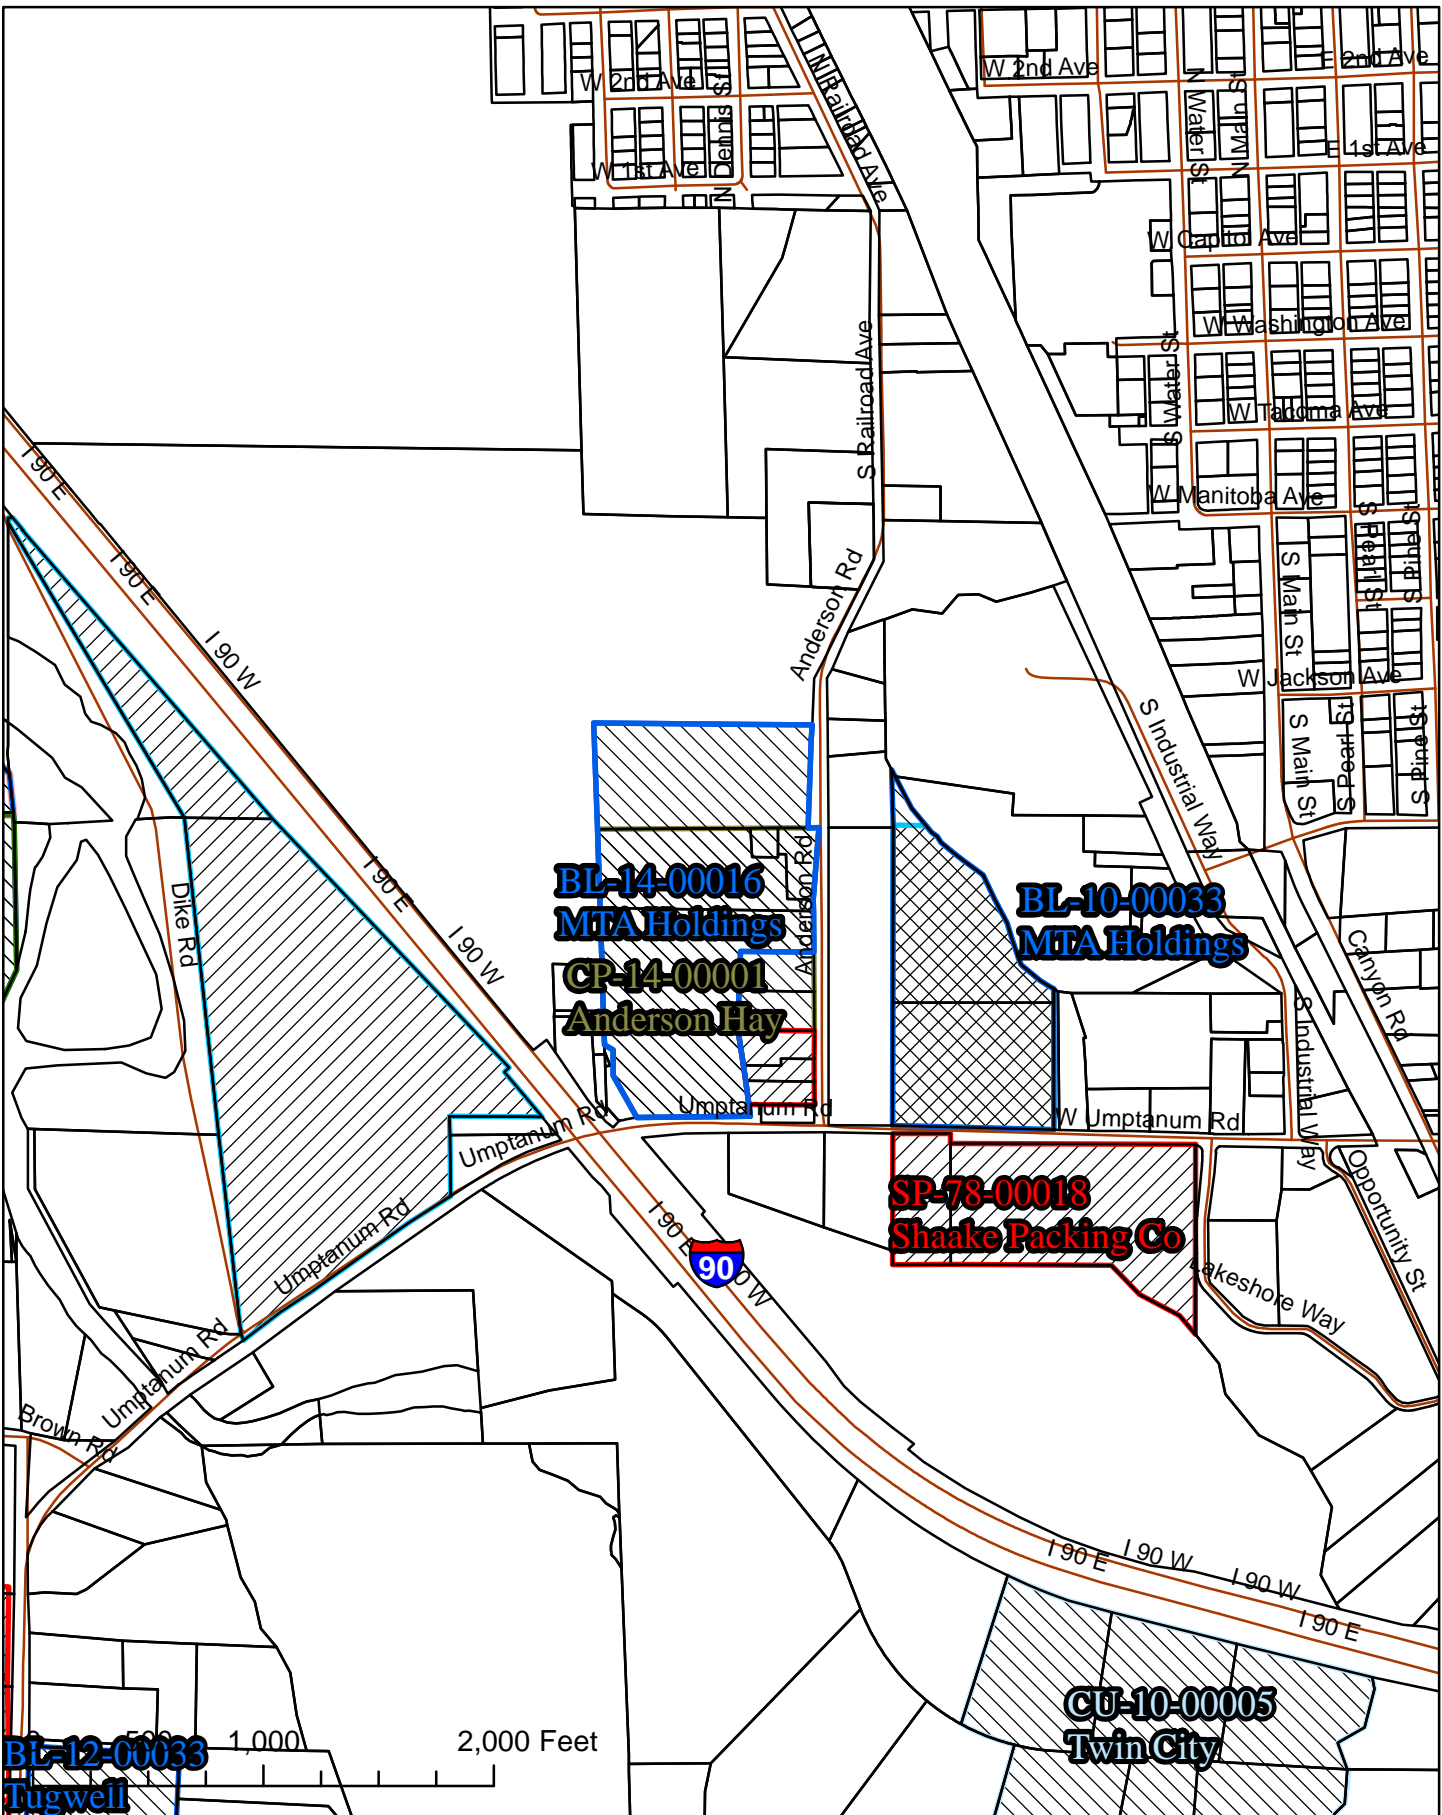 W 2nd Ave
W 2nd Ave
E 2nd Ave
N Railroad Ave
N Dennis St
N Water St
N Main St
W 1st Ave
E 1st Ave
W Capitol Ave
W Washington Ave
S Railroad Ave
S Water St
W Tacoma Ave
I 90 E
W Manitoba Ave
S Pearl St
S Pine St
I 90 E
S Main St
Anderson Rd
I 90 W
W Jackson Ave
S Industrial Way
S Main St
S Pearl St
S Pine St
Anderson Rd
I 90 E
BL-14-00016
MTA Holdings
BL-10-00033
MTA Holdings
Dike Rd
I 90 W
CP-14-00001
Anderson Hay
Canyon Rd
S Industrial Way
Umptanum Rd
Umptanum Rd
W Umptanum Rd
SP-78-00018
Shaake Packing Co
Opportunity St
Umptanum Rd
I 90 E
90
90 W
Lakeshore Way
Umptanum Rd
Brown Rd
I 90 E
I 90 W
I 90 W
I 90 E
CU-10-00005
Twin City
0 500 1,000 2,000 Feet
BL-12-00033
Tugwell